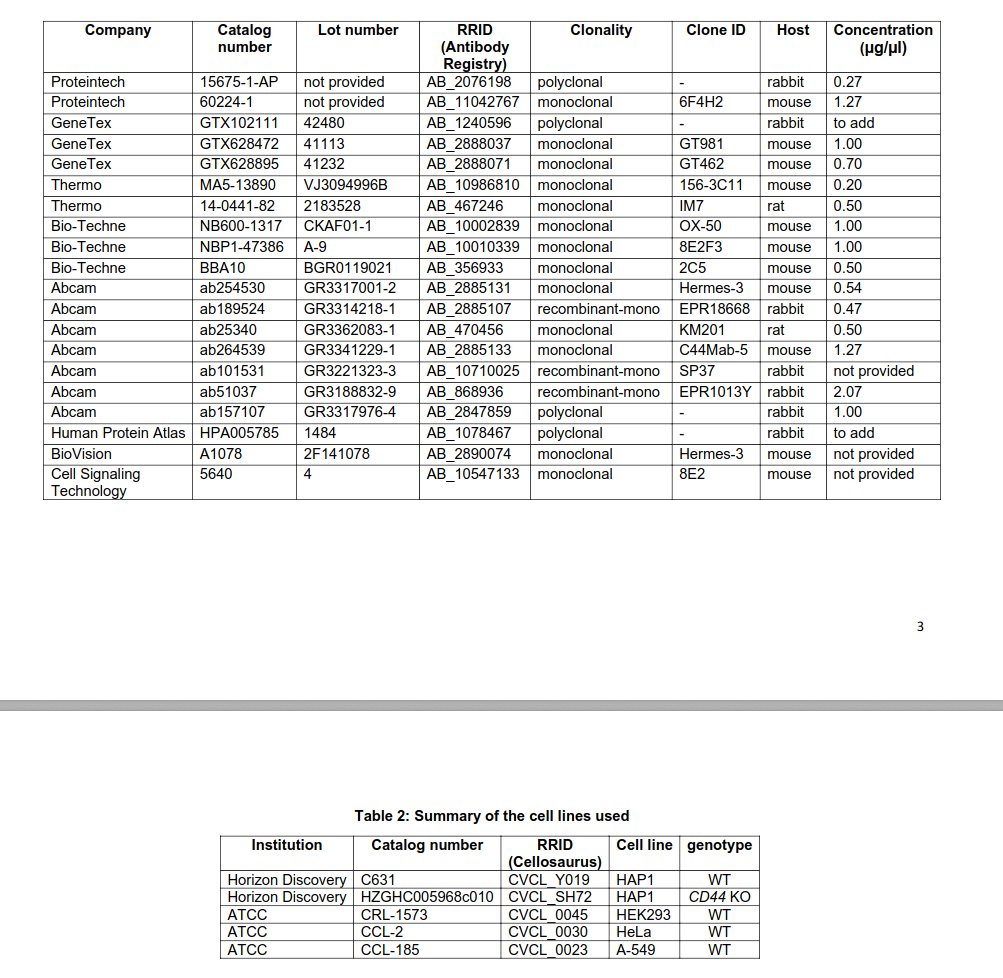 Company Catalog number Lot number RRID (Antibody Registry) Clonality Clone ID Host Concentration (µg/µl)
Proteintech 15675-1-AP not provided AB_2076198 polyclonal - rabbit 0.27
Proteintech 60224-1 not provided AB_11042767 monoclonal 6F4H2 mouse 1.27
GeneTex GTX102111 42480 AB_1240596 polyclonal - rabbit to add
GeneTex GTX628472 41113 AB_2888037 monoclonal GT981 mouse 1.00
GeneTex GTX628895 41232 AB_2888071 monoclonal GT462 mouse 0.70
Thermo MA5-13890 VJ3094996B AB_10986810 monoclonal 156-3C11 mouse 0.20
Thermo 14-0441-82 2183528 AB_467246 monoclonal IM7 rat 0.50
Bio-Techne NB600-1317 CKAF01-1 AB_10002839 monoclonal OX-50 mouse 1.00
Bio-Techne NBP1-47386 A-9 AB_10010339 monoclonal 8E2F3 mouse 1.00
Bio-Techne BBA10 BGR0119021 AB_356933 monoclonal 2C5 mouse 0.50
Abcam ab254530 GR3317001-2 AB_2885131 monoclonal Hermes-3 mouse 0.54
Abcam ab189524 GR3314218-1 AB_2885107 recombinant-mono EPR18668 rabbit 0.47
Abcam ab25340 GR3362083-1 AB_470456 monoclonal KM201 rat 0.50
Abcam ab264539 GR3341229-1 AB_2885133 monoclonal C44Mab-5 mouse 1.27
Abcam ab101531 GR3221323-3 AB_10710025 recombinant-mono SP37 rabbit not provided
Abcam ab51037 GR3188832-9 AB_868936 recombinant-mono EPR1013Y rabbit 2.07
Abcam ab157107 GR3317976-4 AB_2847859 polyclonal - rabbit 1.00
Human Protein Atlas HPA005785 1484 AB_1078467 polyclonal - rabbit to add
BioVision A1078 2F141078 AB_2890074 monoclonal Hermes-3 mouse not provided
Cell Signaling Technology 5640 4 AB_10547133 monoclonal 8E2 mouse not provided
3
Table 2: Summary of the cell lines used
Institution Catalog number RRID (Cellosaurus) Cell line genotype
Horizon Discovery C631 CVCL_Y019 HAP1 WT
Horizon Discovery HZGHC005968c010 CVCL_SH72 HAP1 CD44 KO
ATCC CRL-1573 CVCL_0045 HEK293 WT
ATCC CCL-2 CVCL_0030 HeLa WT
ATCC CCL-185 CVCL_0023 A-549 WT